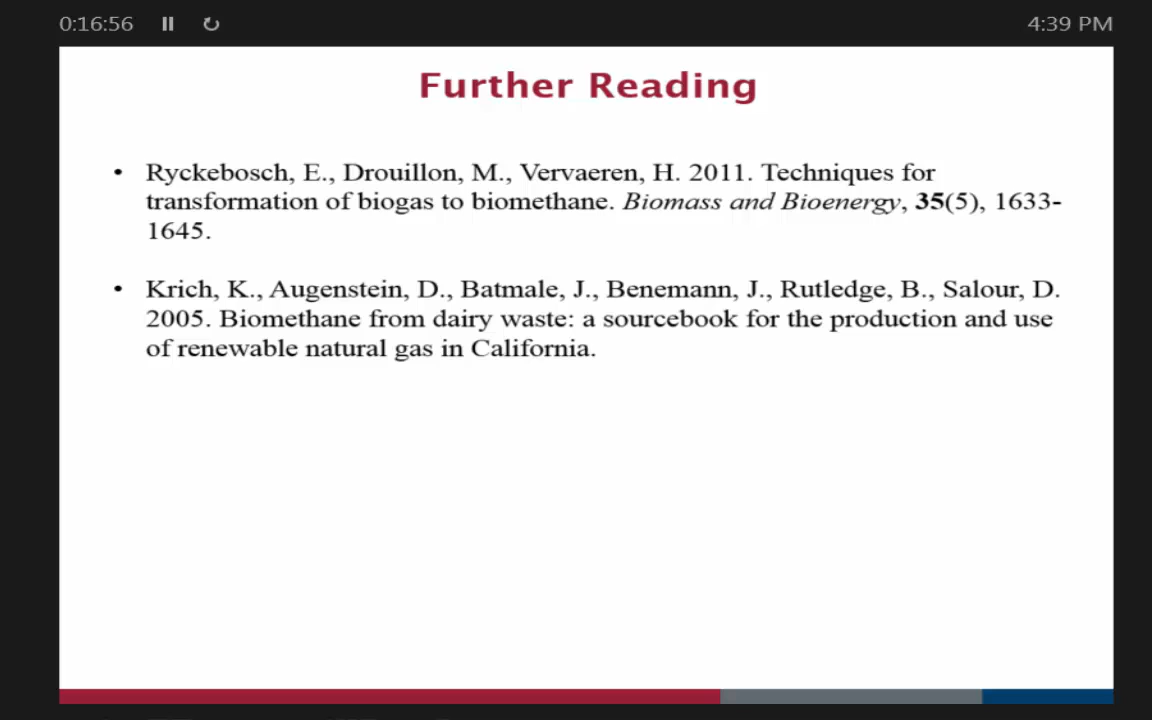 0:16:56 4:39 PM
Further Reading
• Ryckebosch, E., Drouillon, M., Vervaeren, H. 2011. Techniques for
transformation of biogas to biomethane. Biomass and Bioenergy, 35(5), 1633-
1645.
• Krich, K., Augenstein, D., Batmale, J., Benemann, J., Rutledge, B., Salour, D.
2005. Biomethane from dairy waste: a sourcebook for the production and use
of renewable natural gas in California.